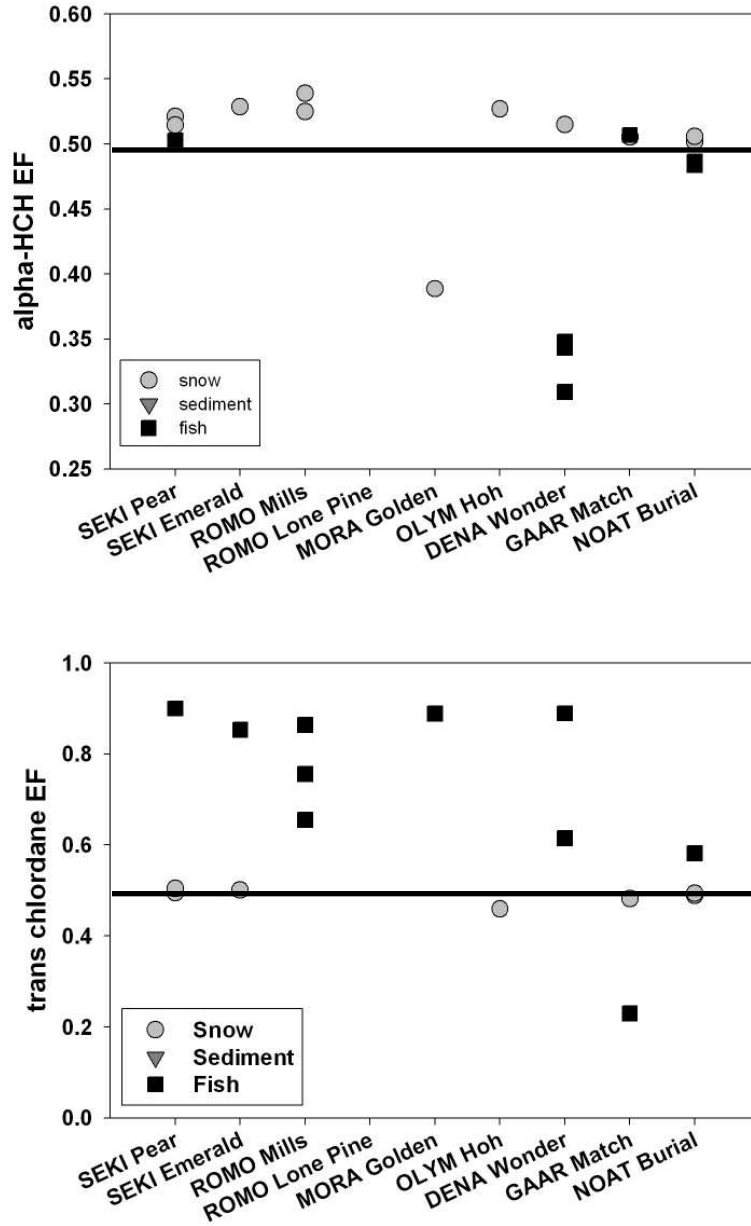 0.60
0.55
0.50
0.45
0.40
0.35
0.30
0.25
alpha-HCH EF
snow
sediment
fish
SEKI Pear
SEKI Emerald
ROMO Mills
ROMO Lone Pine
MORA Golden
OLYM Hoh
DENA Wonder
GAAR Match
NOAT Burial
1.0
0.8
0.6
0.4
0.2
0.0
trans chlordane EF
Snow
Sediment
Fish
SEKI Pear
SEKI Emerald
ROMO Mills
ROMO Lone Pine
MORA Golden
OLYM Hoh
DENA Wonder
GAAR Match
NOAT Burial